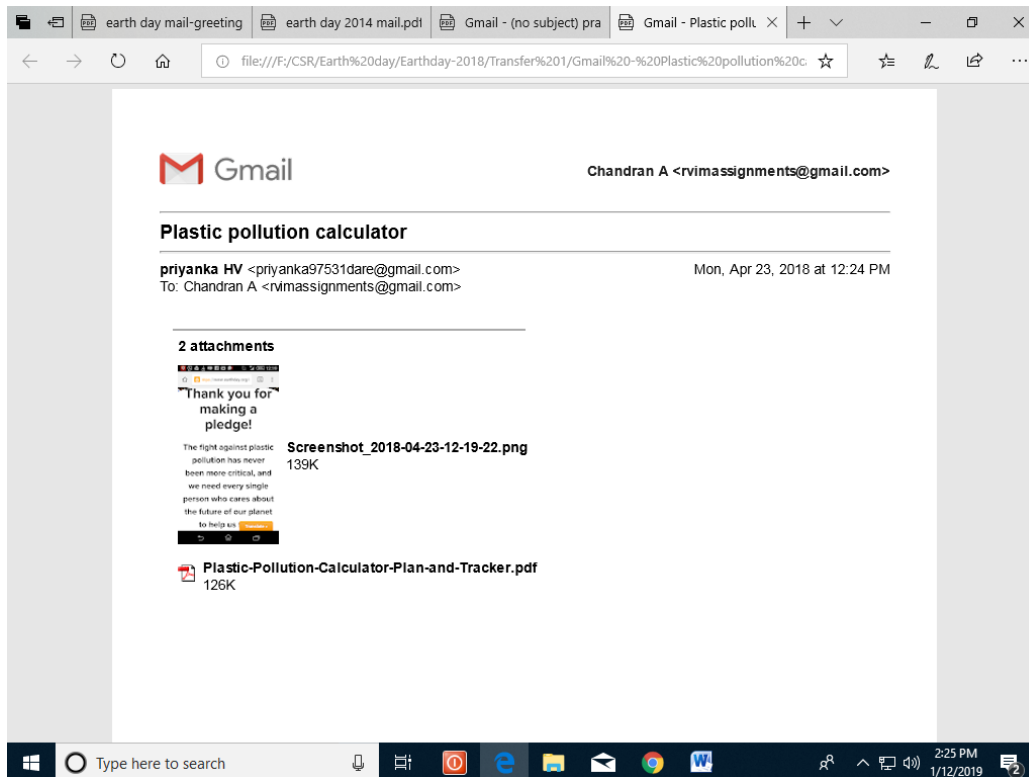 earth day mail-greeting
earth day 2014 mail.pdf
Gmail - (no subject) pra
Gmail - Plastic pollu
file:///F:/CSR/Earth%20day/Earthday-2018/Transfer%201/Gmail%20-%20Plastic%20pollution%20c
Gmail
Chandran A <rvimassignments@gmail.com>
Plastic pollution calculator
priyanka HV <priyanka97531dare@gmail.com>
Mon, Apr 23, 2018 at 12:24 PM
To: Chandran A <rvimassignments@gmail.com>
2 attachments
Thank you for
making a
pledge!
The fight against plastic
pollution has never
been more critical, and
we need every single
person who cares about
the future of our planet
to help us
Screenshot_2018-04-23-12-19-22.png
139K
Plastic-Pollution-Calculator-Plan-and-Tracker.pdf
126K
Type here to search
2:25 PM
1/12/2019
2